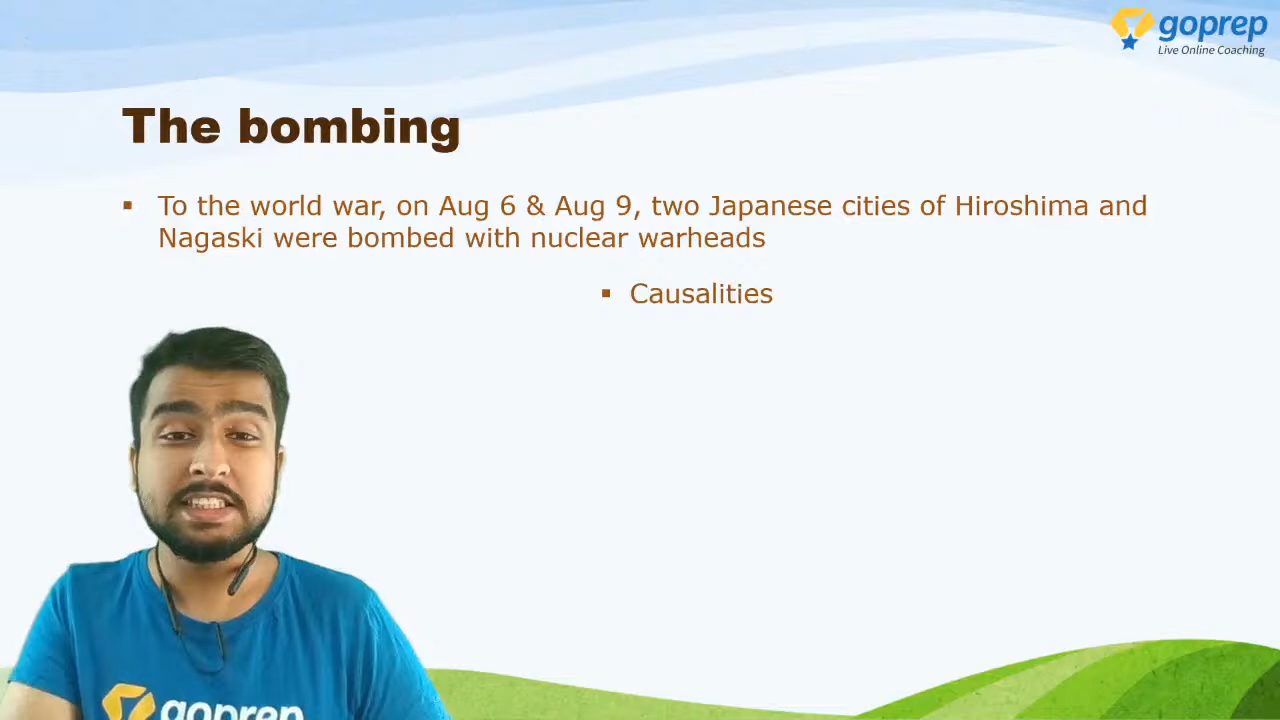 goprep
Live Online Coaching
The bombing
▪ To the world war, on Aug 6 & Aug 9, two Japanese cities of Hiroshima and
Nagaski were bombed with nuclear warheads
▪ Causalities
goprep